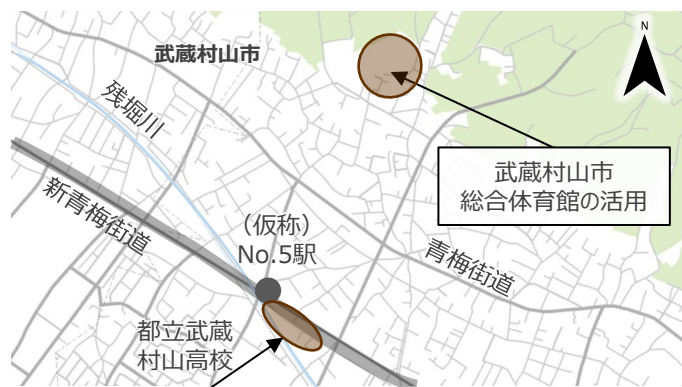 N
武蔵村山市
残堀川
武蔵村山市
総合体育館の活用
新青梅街道
（仮称）
No.5駅
青梅街道
都立武蔵
村山高校